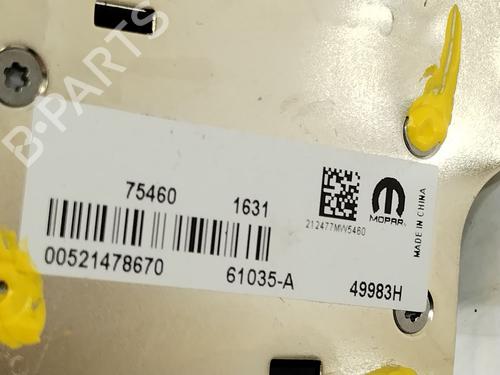 B-PARTS
75460
1631
212477MW5460
MOPAR
MADE IN CHINA
00521478670
61035-A
49983H